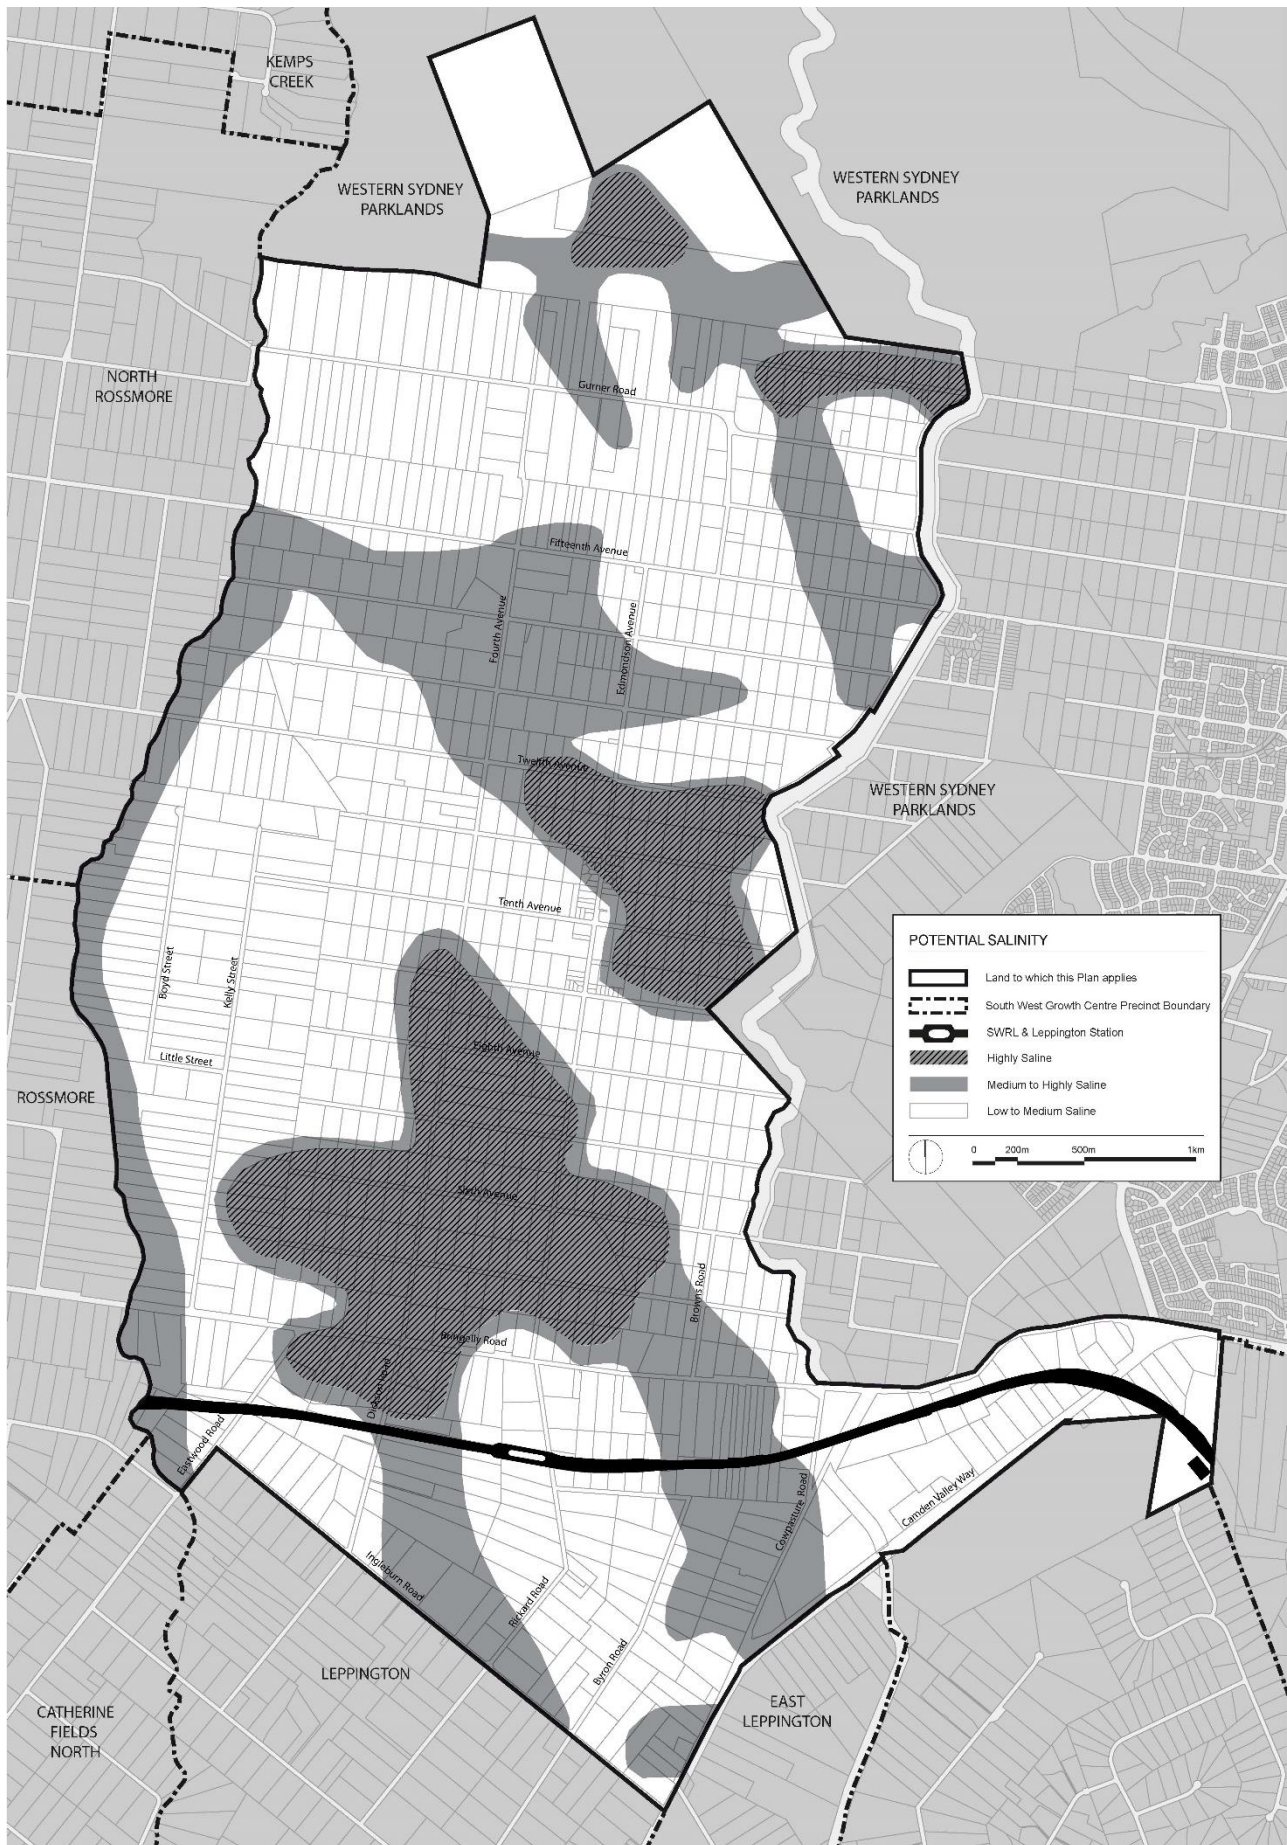 KEMPS
CREEK
WESTERN SYDNEY
PARKLANDS
WESTERN SYDNEY
PARKLANDS
NORTH
ROSSMORE
Gurner Road
Fifteenth Avenue
Fourth Avenue
Edmondson Avenue
Twelfth Avenue
WESTERN SYDNEY
PARKLANDS
Tenth Avenue
Boyd Street
Kelly Street
Eighth Avenue
Little Street
ROSSMORE
Sixth Avenue
Browns Road
Bringelly Road
Dickson Road
Eastwood Road
Cowpasture Road
Camden Valley Way
Ingleburn Road
Rickard Road
Byron Road
LEPPINGTON
EAST
LEPPINGTON
CATHERINE
FIELDS
NORTH
POTENTIAL SALINITY
Land to which this Plan applies
South West Growth Centre Precinct Boundary
SWRL & Leppington Station
Highly Saline
Medium to Highly Saline
Low to Medium Saline
0 200m 500m 1km